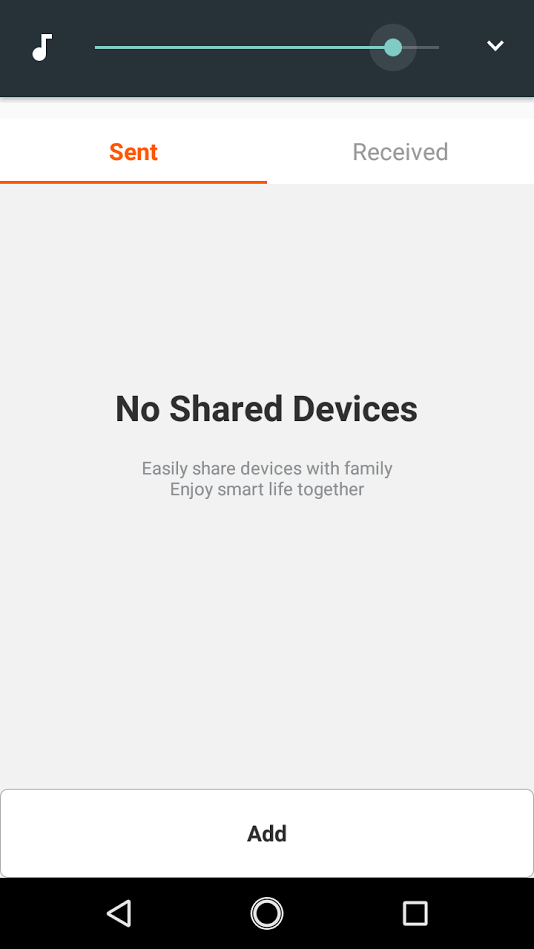 Sent
Received
No Shared Devices
Easily share devices with family
Enjoy smart life together
Add